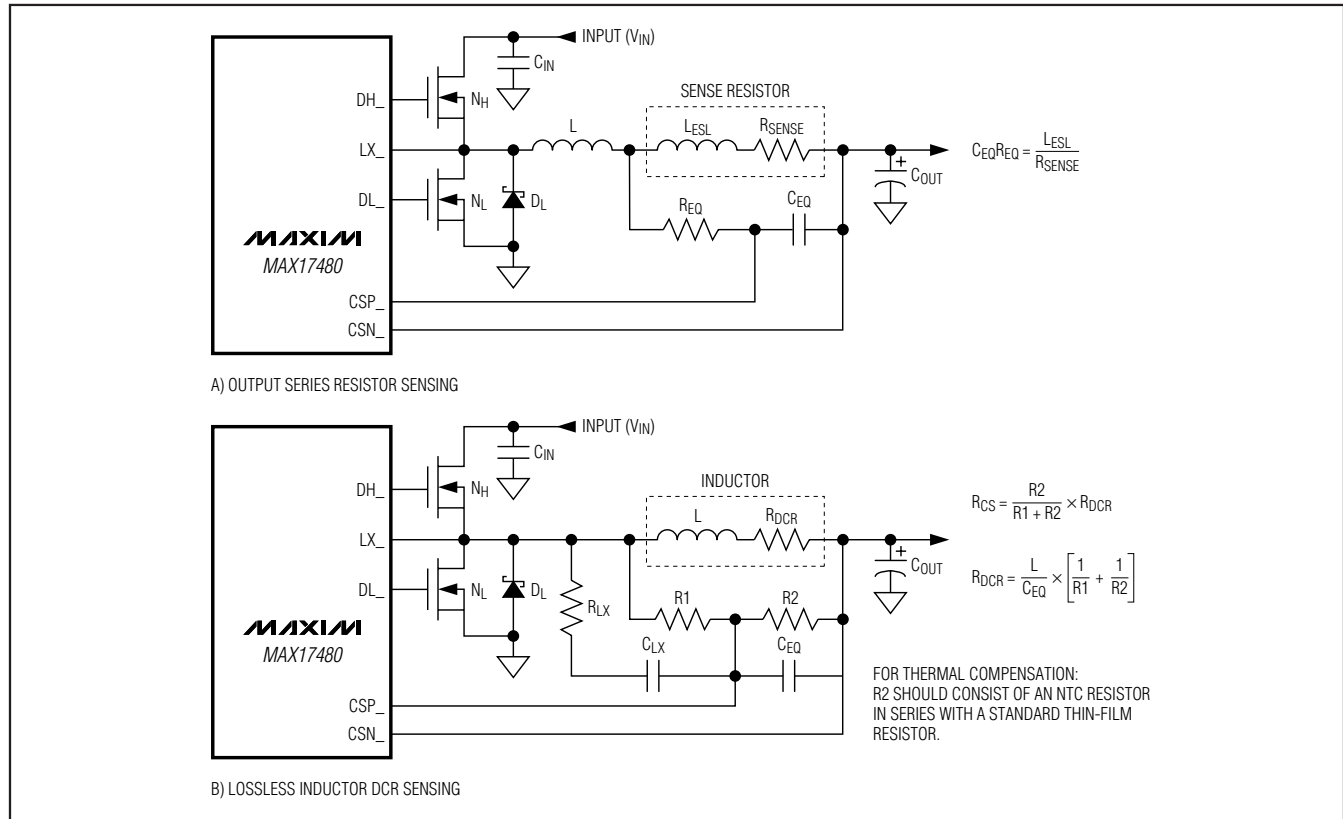 INPUT (VIN)
CIN
DH_
NH
SENSE RESISTOR
L
LESL
RSENSE
LX_
CEQREQ = LESL / RSENSE
+
COUT
DL_
NL
DL
REQ
CEQ
MAXIM
MAX17480
CSP_
CSN_
A) OUTPUT SERIES RESISTOR SENSING
INPUT (VIN)
CIN
DH_
NH
INDUCTOR
L
RDCR
RCS = R2 / R1 + R2 × RDCR
LX_
+
COUT
RDCR = L / CEQ × [1 / R1 + 1 / R2]
DL_
NL
DL
RLX
R1
R2
CLX
CEQ
MAXIM
MAX17480
FOR THERMAL COMPENSATION:
R2 SHOULD CONSIST OF AN NTC RESISTOR
IN SERIES WITH A STANDARD THIN-FILM
RESISTOR.
CSP_
CSN_
B) LOSSLESS INDUCTOR DCR SENSING